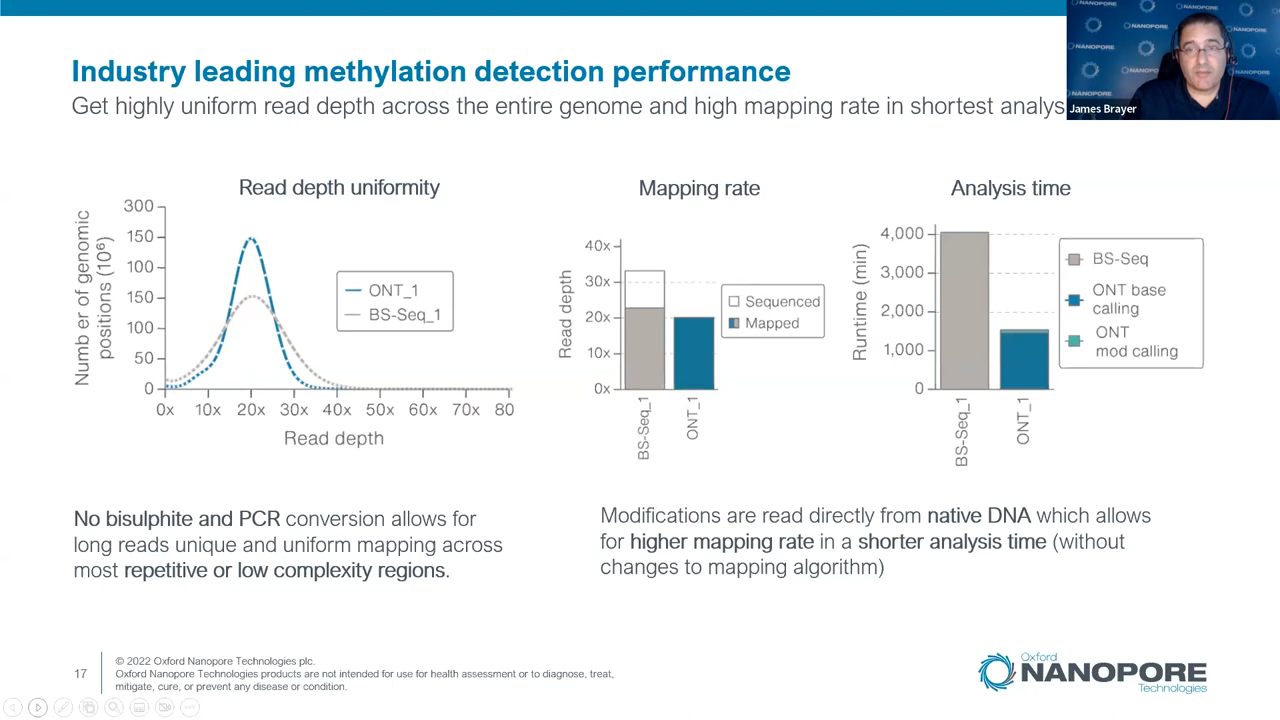 Industry leading methylation detection performance
Get highly uniform read depth across the entire genome and high mapping rate in shortest analys
NANOPORE
James Brayer
Read depth uniformity
Number of genomic
positions (10⁶)
300
150
100
150
100
50
0
0x 10x 20x 30x 40x 50x 60x 70x 80
Read depth
ONT_1
BS-Seq_1
Mapping rate
Read depth
40x
30x
20x
10x
0x
BS-Seq_1
ONT_1
Sequenced
Mapped
Analysis time
Runtime (min)
4,000
3,000
2,000
1,000
0
BS-Seq_1
ONT_1
BS-Seq
ONT base
calling
ONT
mod calling
No bisulphite and PCR conversion allows for
long reads unique and uniform mapping across
most repetitive or low complexity regions.
Modifications are read directly from native DNA which allows
for higher mapping rate in a shorter analysis time (without
changes to mapping algorithm)
17
© 2022 Oxford Nanopore Technologies plc.
Oxford Nanopore Technologies products are not intended for use for health assessment or to diagnose, treat,
mitigate, cure, or prevent any disease or condition.
Oxford
NANOPORE
Technologies